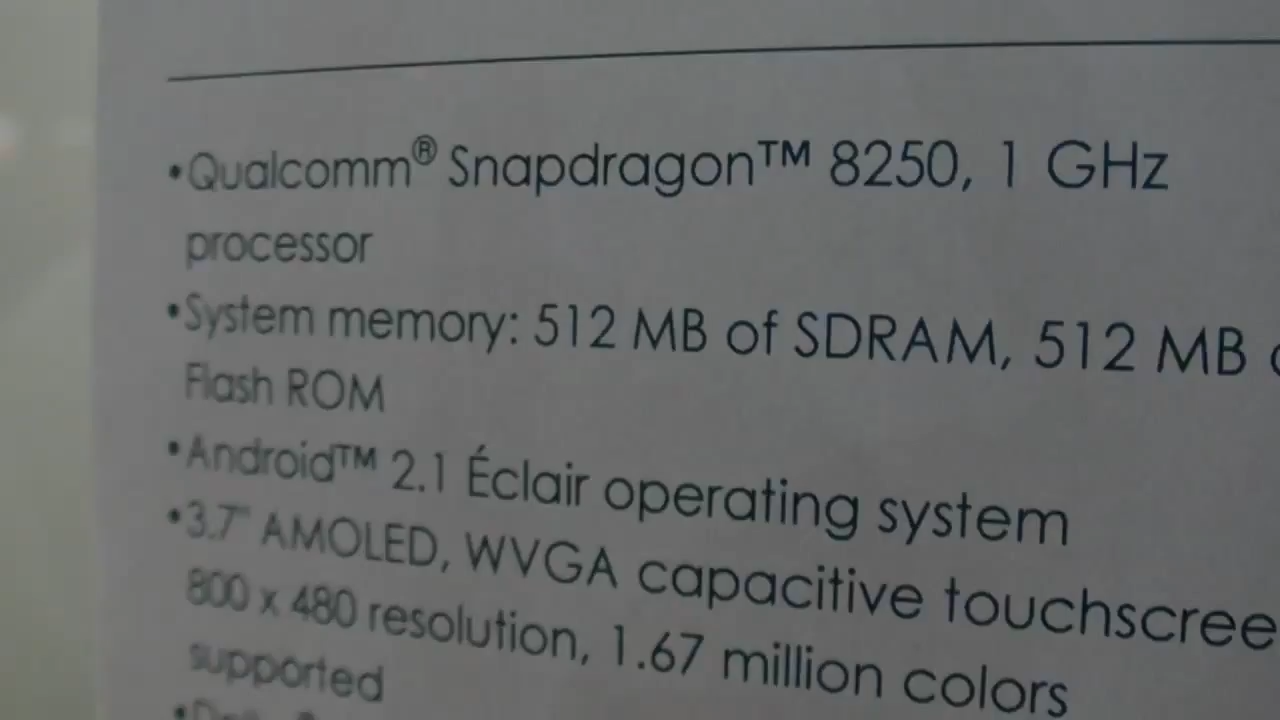 •Qualcomm® Snapdragon™ 8250, 1 GHz
processor
•System memory: 512 MB of SDRAM, 512 MB
Flash ROM
•Android™ 2.1 Éclair operating system
•3.7" AMOLED, WVGA capacitive touchscree
800 x 480 resolution, 1.67 million colors
supported